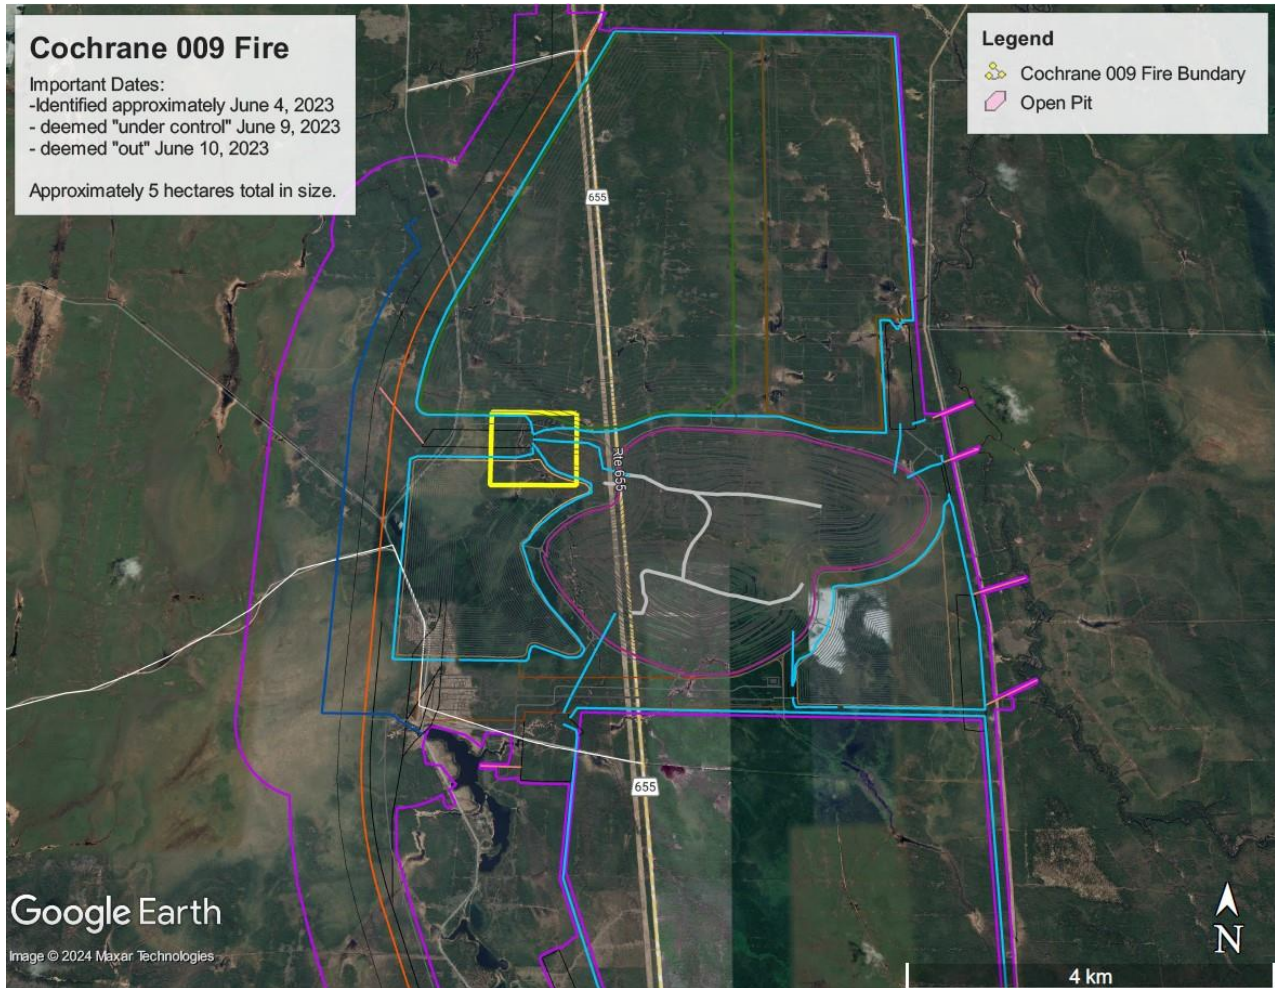 Cochrane 009 Fire
Important Dates:
-Identified approximately June 4, 2023
- deemed "under control" June 9, 2023
- deemed "out" June 10, 2023
Approximately 5 hectares total in size.
Legend
Cochrane 009 Fire Bundary
Open Pit
655
Rte 655
655
Google Earth
Image © 2024 Maxar Technologies
N
4 km